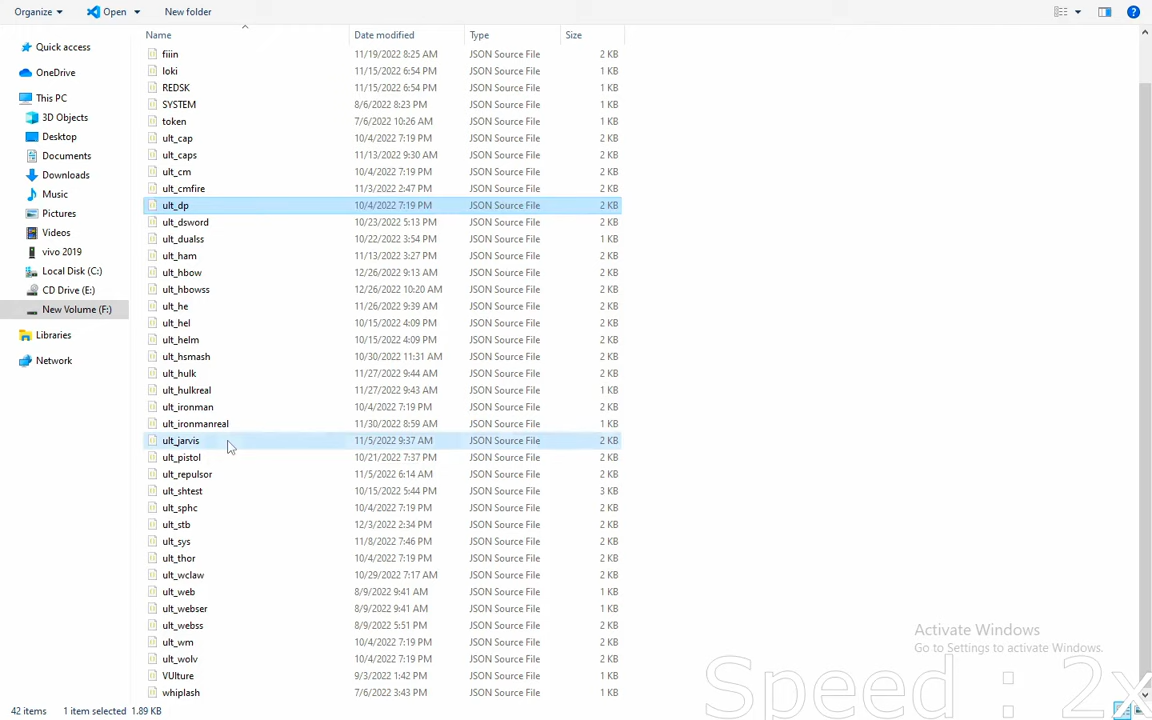 Organize Open New folder
Name Date modified Type Size
Quick access
OneDrive
This PC
3D Objects
Desktop
Documents
Downloads
Music
Pictures
Videos
vivo 2019
Local Disk (C:)
CD Drive (E:)
New Volume (F:)
Libraries
Network
fiiin 11/19/2022 8:25 AM JSON Source File 2 KB
loki 11/15/2022 6:54 PM JSON Source File 1 KB
REDSK 11/15/2022 6:54 PM JSON Source File 1 KB
SYSTEM 8/6/2022 8:23 PM JSON Source File 1 KB
token 7/6/2022 10:26 AM JSON Source File 1 KB
ult_cap 10/4/2022 7:19 PM JSON Source File 2 KB
ult_caps 11/13/2022 9:30 AM JSON Source File 2 KB
ult_cm 10/4/2022 7:19 PM JSON Source File 2 KB
ult_cmfire 11/3/2022 2:47 PM JSON Source File 2 KB
ult_dp 10/4/2022 7:19 PM JSON Source File 2 KB
ult_dsword 10/23/2022 5:13 PM JSON Source File 2 KB
ult_dualss 10/22/2022 3:54 PM JSON Source File 1 KB
ult_ham 11/13/2022 3:27 PM JSON Source File 2 KB
ult_hbow 12/26/2022 9:13 AM JSON Source File 2 KB
ult_hbowss 12/26/2022 10:20 AM JSON Source File 2 KB
ult_he 11/26/2022 9:39 AM JSON Source File 2 KB
ult_hel 10/15/2022 4:09 PM JSON Source File 2 KB
ult_helm 10/15/2022 4:09 PM JSON Source File 2 KB
ult_hsmash 10/30/2022 11:31 AM JSON Source File 2 KB
ult_hulk 11/27/2022 9:44 AM JSON Source File 2 KB
ult_hulkreal 11/27/2022 9:43 AM JSON Source File 1 KB
ult_ironman 10/4/2022 7:19 PM JSON Source File 2 KB
ult_ironmanreal 11/30/2022 8:59 AM JSON Source File 1 KB
ult_jarvis 11/5/2022 9:37 AM JSON Source File 2 KB
ult_pistol 10/21/2022 7:37 PM JSON Source File 2 KB
ult_repulsor 11/5/2022 6:14 AM JSON Source File 2 KB
ult_shtest 10/15/2022 5:44 PM JSON Source File 3 KB
ult_sphc 10/4/2022 7:19 PM JSON Source File 2 KB
ult_stb 12/3/2022 2:34 PM JSON Source File 2 KB
ult_sys 11/8/2022 7:46 PM JSON Source File 2 KB
ult_thor 10/4/2022 7:19 PM JSON Source File 2 KB
ult_wclaw 10/29/2022 7:17 AM JSON Source File 2 KB
ult_web 8/9/2022 9:41 AM JSON Source File 1 KB
ult_webser 8/9/2022 9:41 AM JSON Source File 1 KB
ult_webss 8/9/2022 5:51 PM JSON Source File 2 KB
ult_wm 10/4/2022 7:19 PM JSON Source File 2 KB
ult_wolv 10/4/2022 7:19 PM JSON Source File 2 KB
VUlture 9/3/2022 1:42 PM JSON Source File 1 KB
whiplash 7/6/2022 3:43 PM JSON Source File 1 KB
Activate Windows
Go to Settings to activate Windows.
Speed : 2x
42 items 1 item selected 1.89 KB